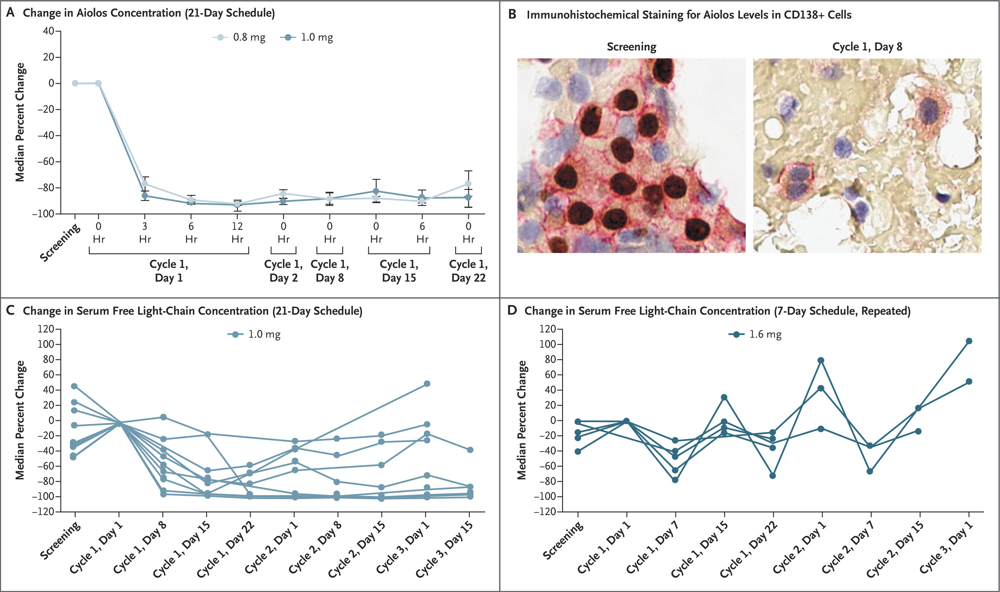 A Change in Aiolos Concentration (21-Day Schedule)
0.8 mg 1.0 mg
Median Percent Change
40
20
0
–20
–40
–60
–80
–100
Screening
0 3 6 12 0 0 0 6 0
Hr Hr Hr Hr Hr Hr Hr Hr Hr
Cycle 1, Cycle 1, Cycle 1, Cycle 1, Cycle 1,
Day 1 Day 2 Day 8 Day 15 Day 22
B Immunohistochemical Staining for Aiolos Levels in CD138+ Cells
Screening
Cycle 1, Day 8
C Change in Serum Free Light-Chain Concentration (21-Day Schedule)
1.0 mg
Median Percent Change
120
100
80
60
40
20
0
–20
–40
–60
–80
–100
–120
Screening
Cycle 1, Day 1
Cycle 1, Day 8
Cycle 1, Day 15
Cycle 1, Day 22
Cycle 2, Day 1
Cycle 2, Day 8
Cycle 2, Day 15
Cycle 3, Day 1
Cycle 3, Day 15
D Change in Serum Free Light-Chain Concentration (7-Day Schedule, Repeated)
1.6 mg
Median Percent Change
120
100
80
60
40
20
0
–20
–40
–60
–80
–100
–120
Screening
Cycle 1, Day 1
Cycle 1, Day 7
Cycle 1, Day 15
Cycle 1, Day 22
Cycle 2, Day 1
Cycle 2, Day 7
Cycle 2, Day 15
Cycle 3, Day 1